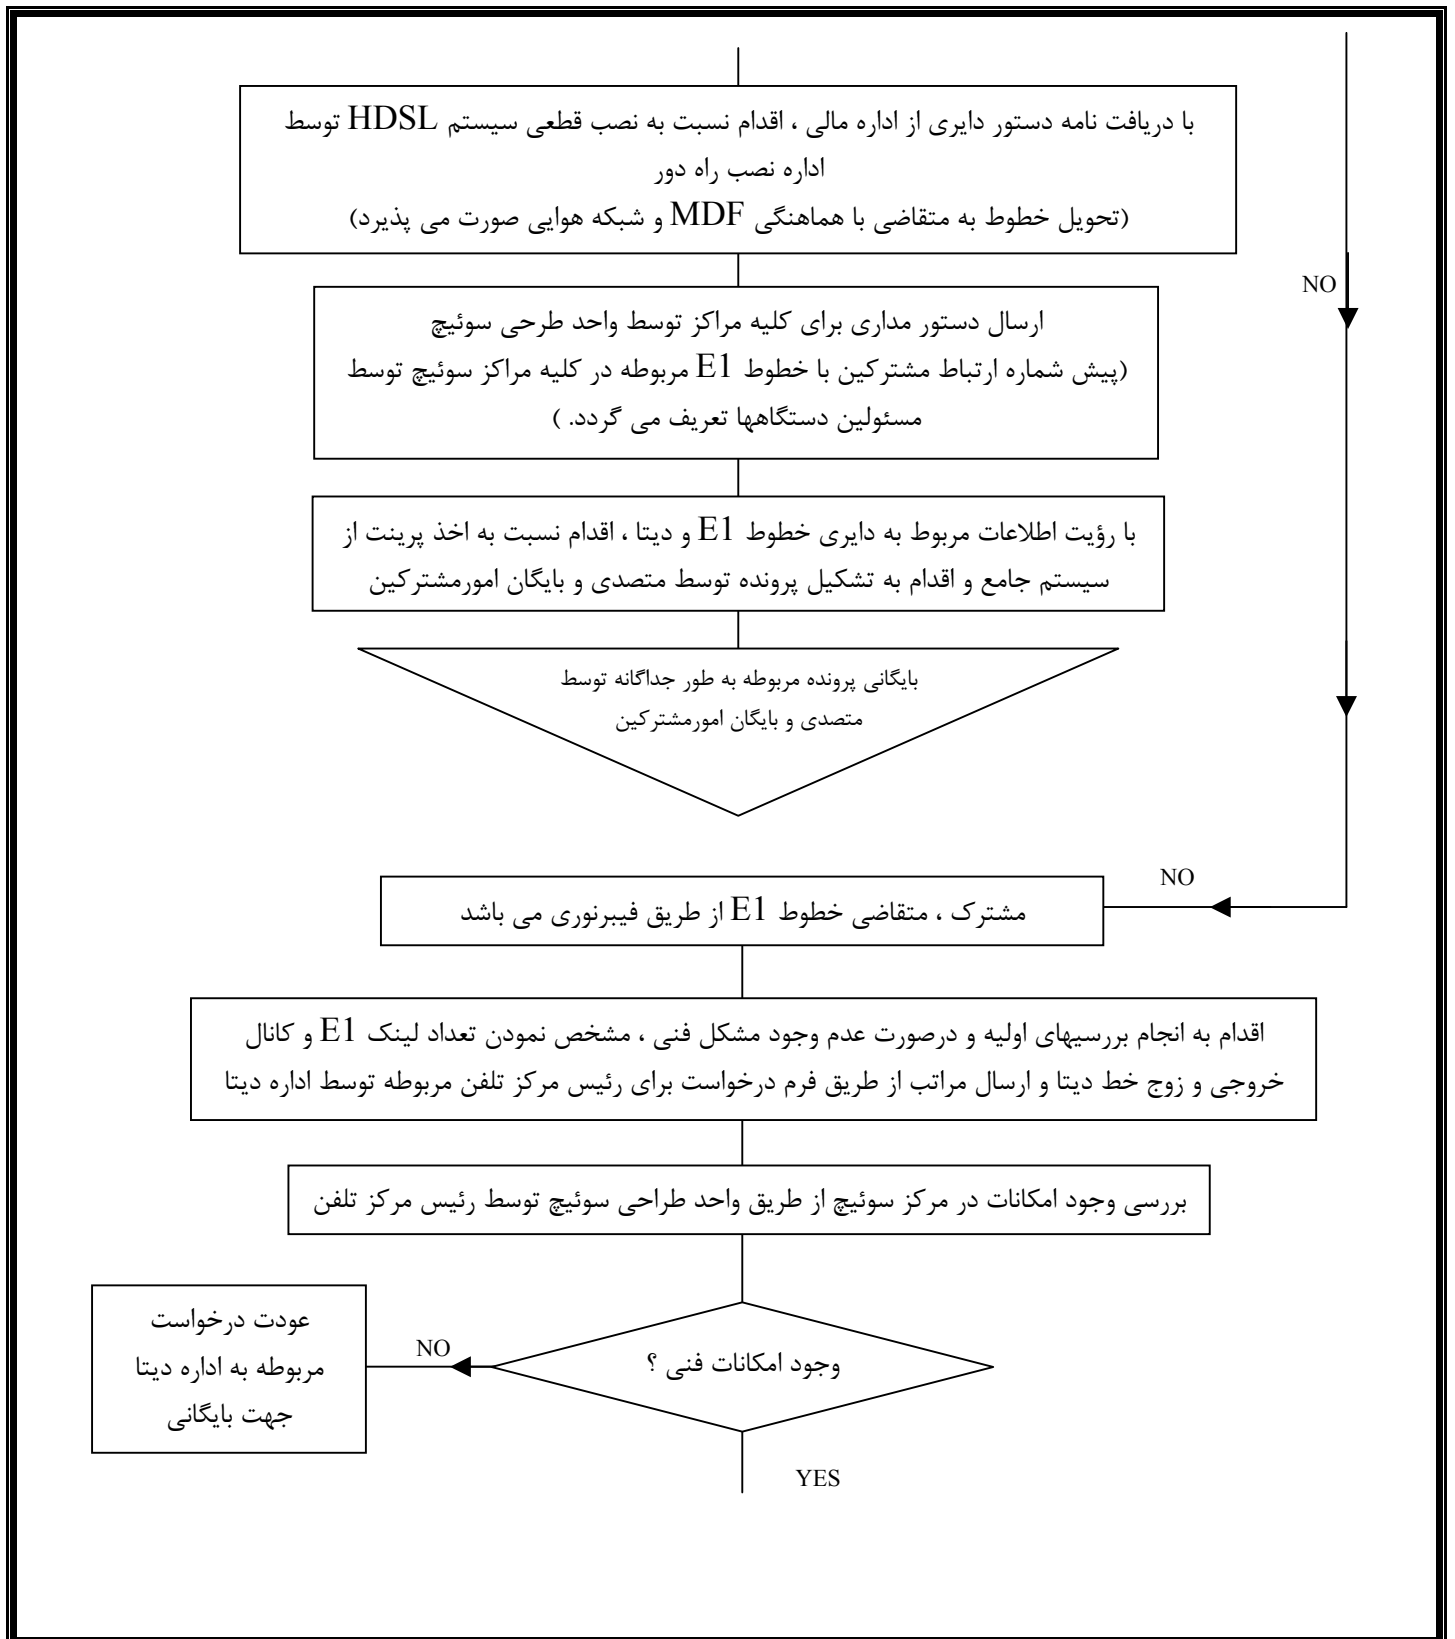 با دریافت نامه دستور دایری از اداره مالی ، اقدام نسبت به نصب قطعی سیستم HDSL توسط
اداره نصب راه دور
(تحویل خطوط به متقاضی با هماهنگی MDF و شبکه هوایی صورت می پذیرد)
NO
ارسال دستور مداری برای کلیه مراکز توسط واحد طرحی سوئیچ
(پیش شماره ارتباط مشترکین با خطوط E1 مربوطه در کلیه مراکز سوئیچ توسط
مسئولین دستگاهها تعریف می گردد. )
با رؤیت اطلاعات مربوط به دایری خطوط E1 و دیتا ، اقدام نسبت به اخذ پرینت از
سیستم جامع و اقدام به تشکیل پرونده توسط متصدی و بایگان امورمشترکین
بایگانی پرونده مربوطه به طور جداگانه توسط
متصدی و بایگان امورمشترکین
NO
مشترک ، متقاضی خطوط E1 از طریق فیبرنوری می باشد
اقدام به انجام بررسیهای اولیه و درصورت عدم وجود مشکل فنی ، مشخص نمودن تعداد لینک E1 و کانال
خروجی و زوج خط دیتا و ارسال مراتب از طریق فرم درخواست برای رئیس مرکز تلفن مربوطه توسط اداره دیتا
بررسی وجود امکانات در مرکز سوئیچ از طریق واحد طراحی سوئیچ توسط رئیس مرکز تلفن
وجود امکانات فنی ؟
NO
عودت درخواست
مربوطه به اداره دیتا
جهت بایگانی
YES